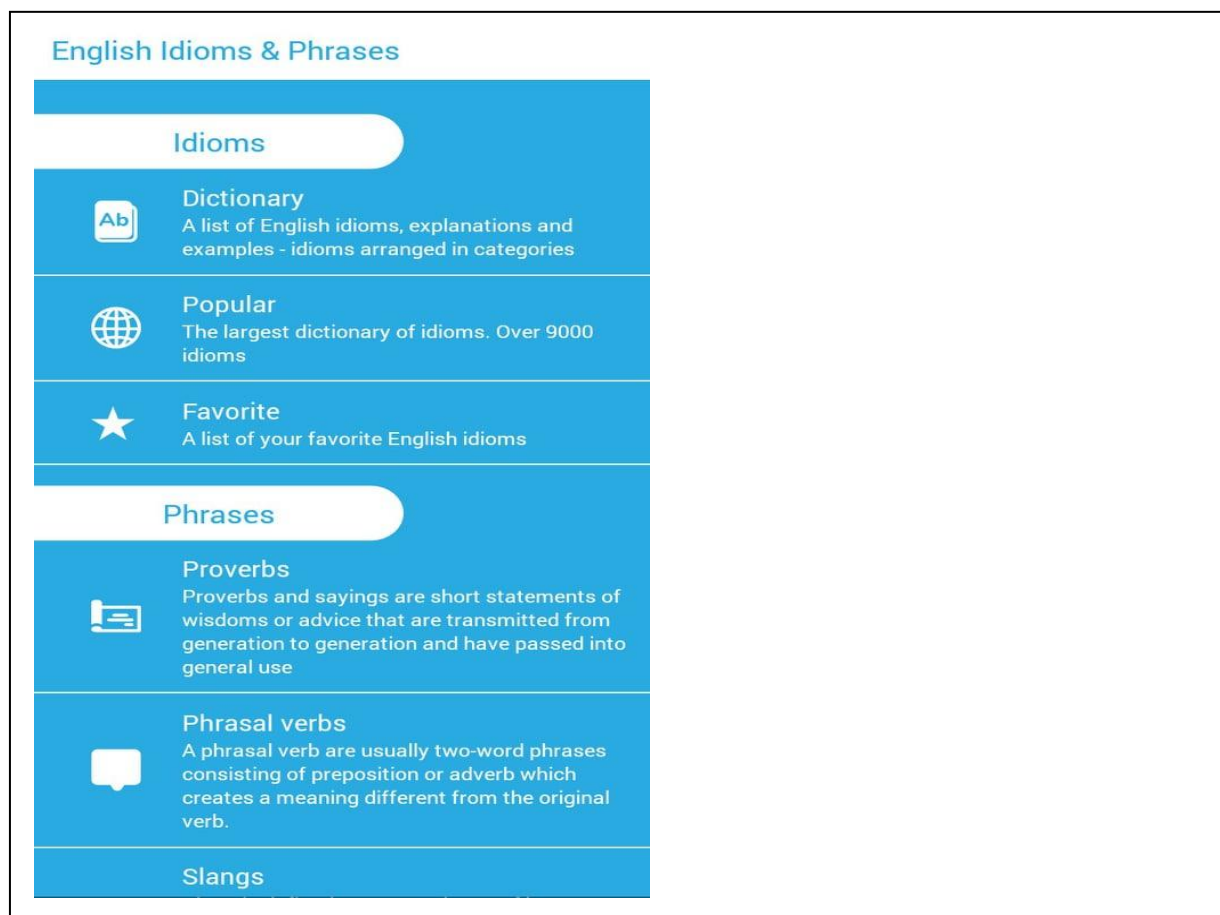 English Idioms & Phrases
Idioms
Ab
Dictionary
A list of English idioms, explanations and
examples - idioms arranged in categories
Popular
The largest dictionary of idioms. Over 9000
idioms
Favorite
A list of your favorite English idioms
Phrases
Proverbs
Proverbs and sayings are short statements of
wisdoms or advice that are transmitted from
generation to generation and have passed into
general use
Phrasal verbs
A phrasal verb are usually two-word phrases
consisting of preposition or adverb which
creates a meaning different from the original
verb.
Slangs